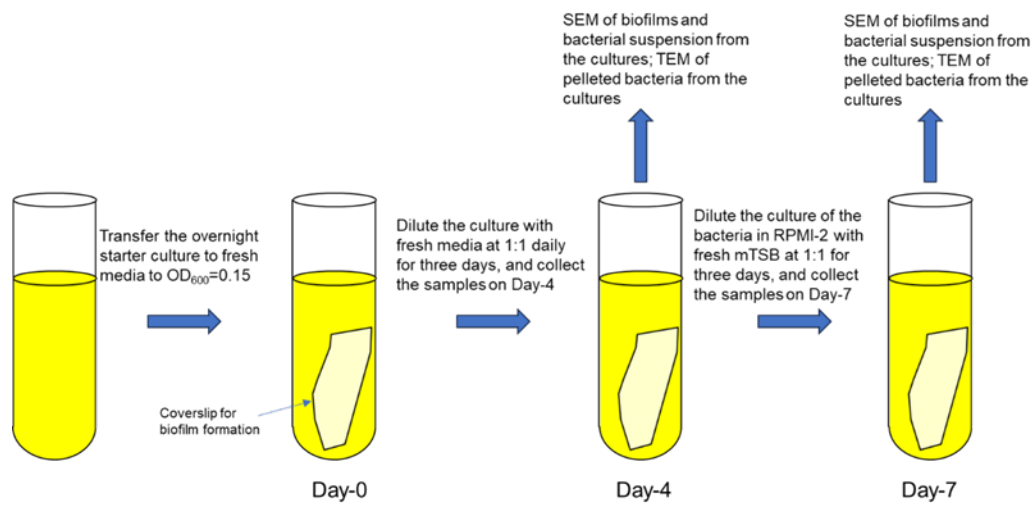 SEM of biofilms and
bacterial suspension from
the cultures; TEM of
pelleted bacteria from the
cultures
SEM of biofilms and
bacterial suspension from
the cultures; TEM of
pelleted bacteria from the
cultures
Transfer the overnight
starter culture to fresh
media to OD₆₀₀=0.15
Dilute the culture with
fresh media at 1:1 daily
for three days, and collect
the samples on Day-4
Dilute the culture of the
bacteria in RPMI-2 with
fresh mTSB at 1:1 for
three days, and collect
the samples on Day-7
Coverslip for
biofilm formation
Day-0
Day-4
Day-7